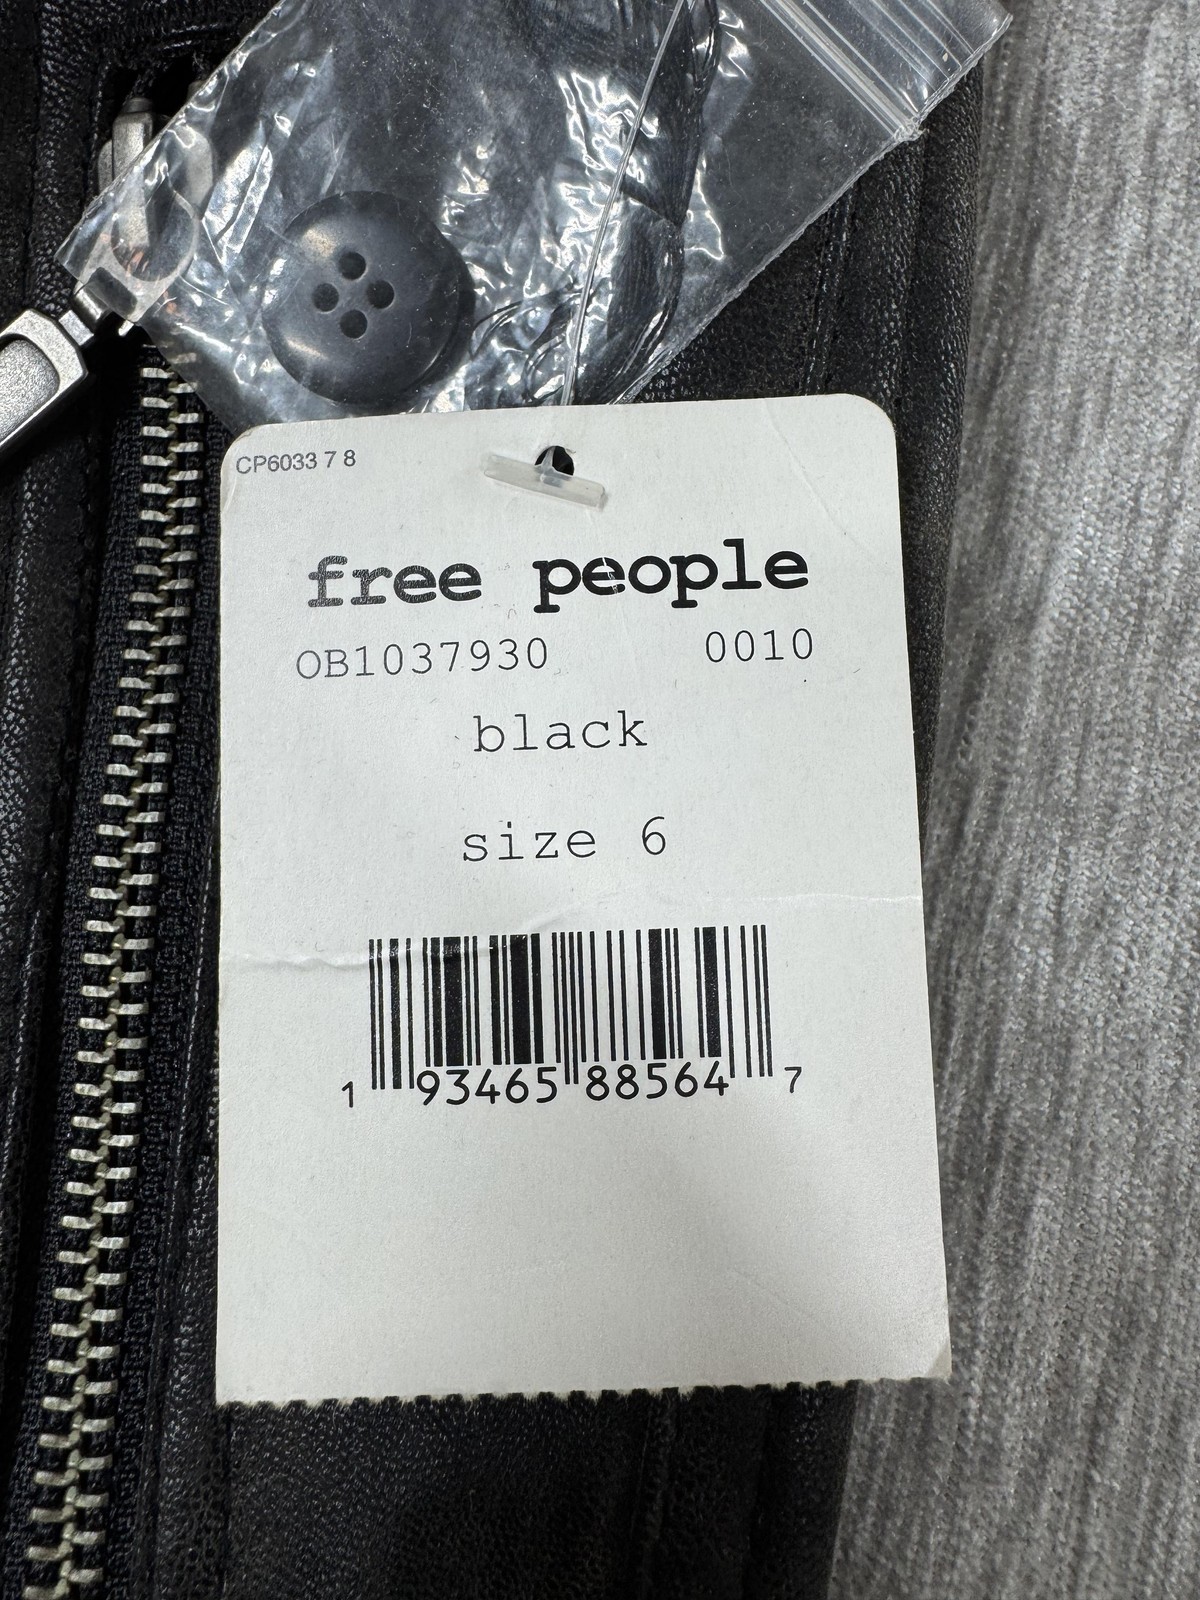 CP6033 7 8
free people
OB1037930 0010
black
size 6
1 93465 88564 7